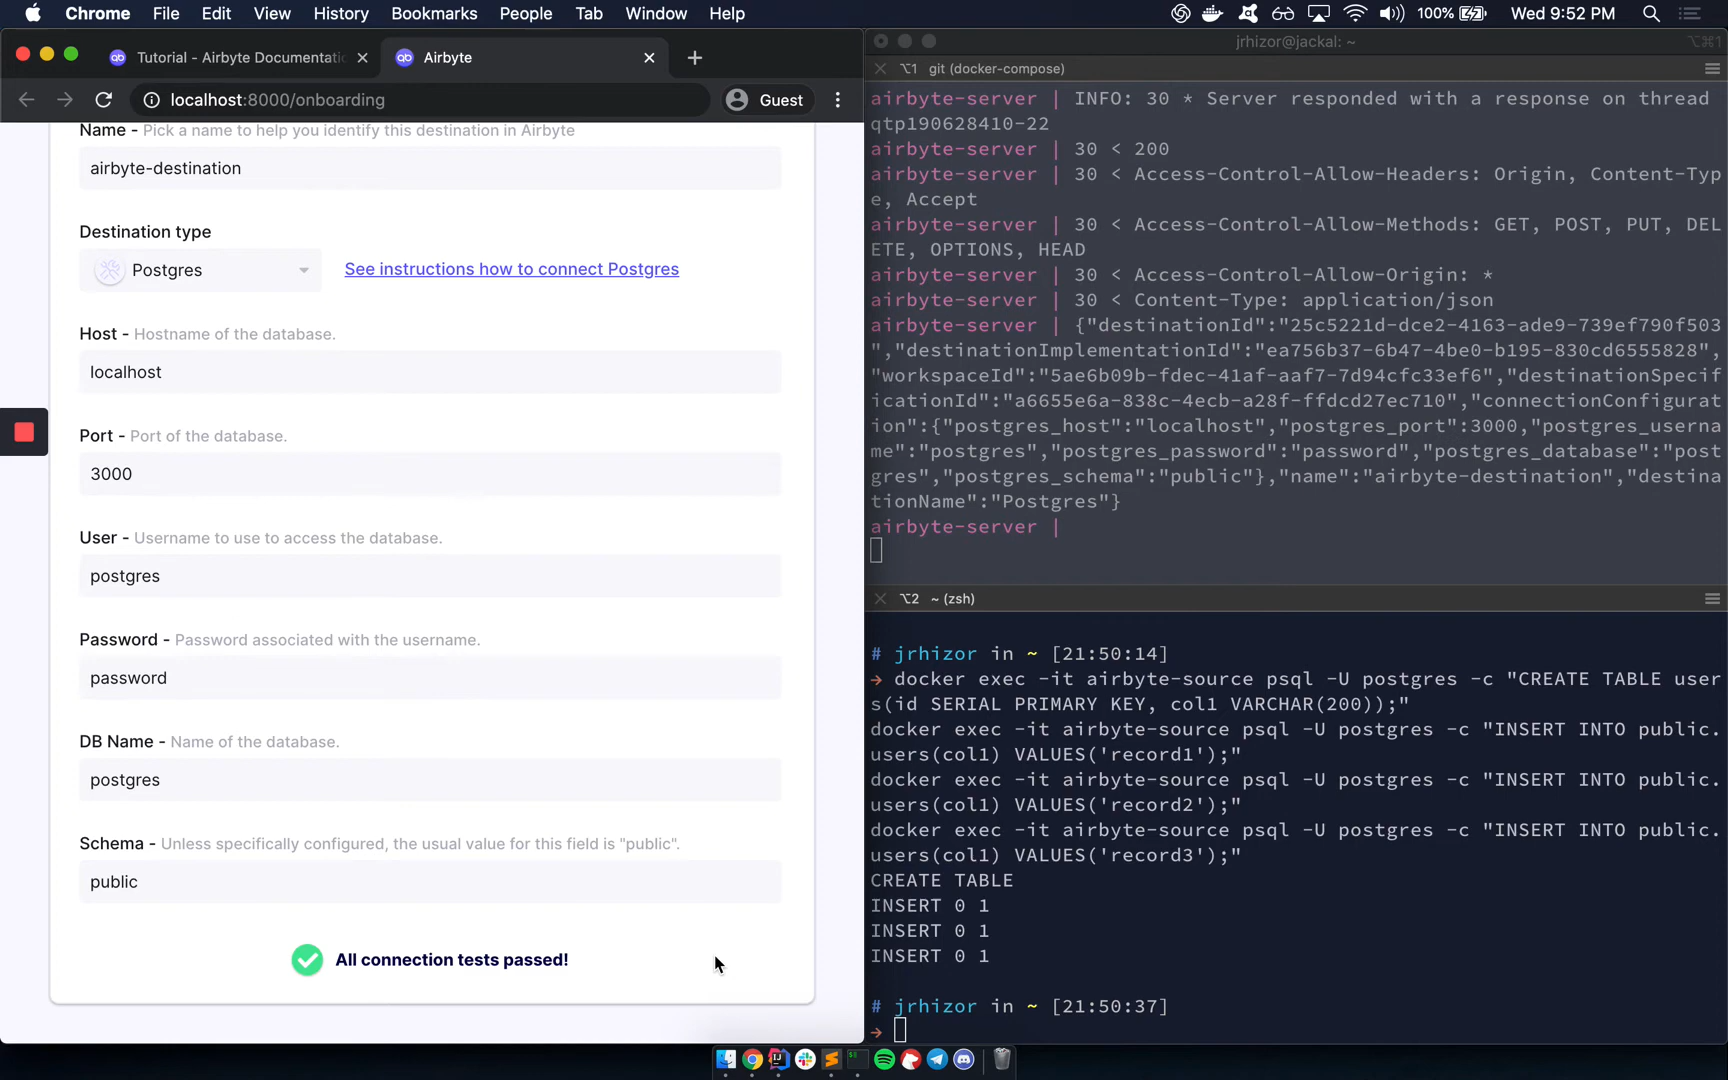 Chrome File Edit View History Bookmarks People Tab Window Help 100% Wed 9:52 PM
Tutorial - Airbyte Documentatio
Airbyte
localhost:8000/onboarding
Guest
Name - Pick a name to help you identify this destination in Airbyte
airbyte-destination
Destination type
Postgres
See instructions how to connect Postgres
Host - Hostname of the database.
localhost
Port - Port of the database.
3000
User - Username to use to access the database.
postgres
Password - Password associated with the username.
password
DB Name - Name of the database.
postgres
Schema - Unless specifically configured, the usual value for this field is "public".
public
All connection tests passed!
jrhizor@jackal: ~ ⌥⌘1
⌥1 git (docker-compose)
airbyte-server | INFO: 30 * Server responded with a response on thread
qtp190628410-22
airbyte-server | 30 < 200
airbyte-server | 30 < Access-Control-Allow-Headers: Origin, Content-Typ
e, Accept
airbyte-server | 30 < Access-Control-Allow-Methods: GET, POST, PUT, DEL
ETE, OPTIONS, HEAD
airbyte-server | 30 < Access-Control-Allow-Origin: *
airbyte-server | 30 < Content-Type: application/json
airbyte-server | {"destinationId":"25c5221d-dce2-4163-ade9-739ef790f503
","destinationImplementationId":"ea756b37-6b47-4be0-b195-830cd6555828",
"workspaceId":"5ae6b09b-fdec-41af-aaf7-7d94cfc33ef6","destinationSpecif
icationId":"a6655e6a-838c-4ecb-a28f-ffdcd27ec710","connectionConfigurat
ion":{"postgres_host":"localhost","postgres_port":3000,"postgres_userna
me":"postgres","postgres_password":"password","postgres_database":"post
gres","postgres_schema":"public"},"name":"airbyte-destination","destina
tionName":"Postgres"}
airbyte-server |
⌥2 ~ (zsh)
# jrhizor in ~ [21:50:14]
→ docker exec -it airbyte-source psql -U postgres -c "CREATE TABLE user
s(id SERIAL PRIMARY KEY, col1 VARCHAR(200));"
docker exec -it airbyte-source psql -U postgres -c "INSERT INTO public.
users(col1) VALUES('record1');"
docker exec -it airbyte-source psql -U postgres -c "INSERT INTO public.
users(col1) VALUES('record2');"
docker exec -it airbyte-source psql -U postgres -c "INSERT INTO public.
users(col1) VALUES('record3');"
CREATE TABLE
INSERT 0 1
INSERT 0 1
INSERT 0 1
# jrhizor in ~ [21:50:37]
→